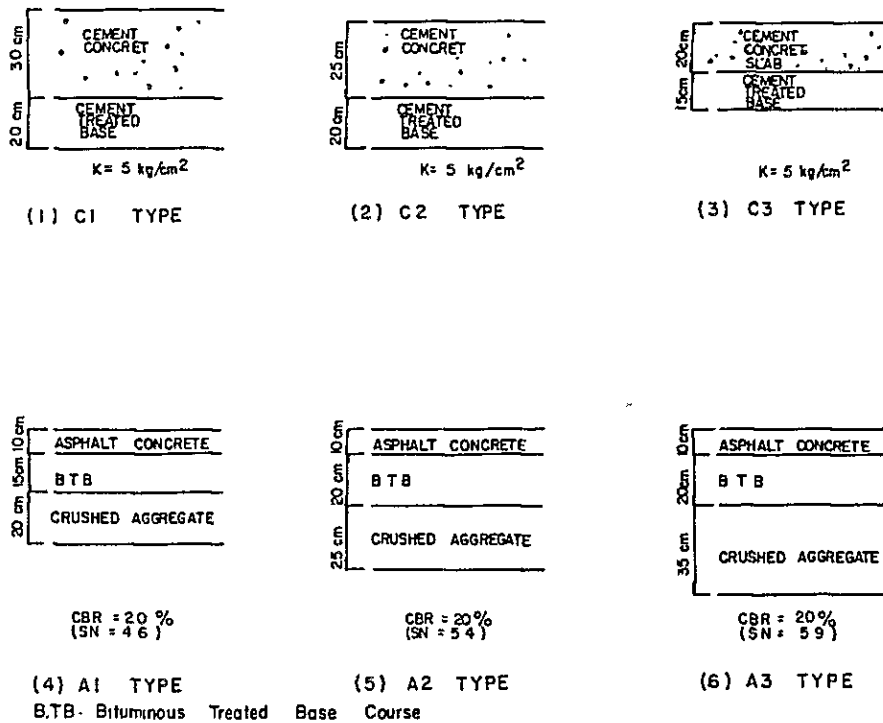 30 cm
CEMENT
CONCRET
20 cm
CEMENT
TREATED
BASE
K= 5 kg/cm2
(1) C1 TYPE
25 cm
CEMENT
CONCRET
20 cm
CEMENT
TREATED
BASE
K= 5 kg/cm2
(2) C2 TYPE
20cm
CEMENT
CONCRET
SLAB
15cm
CEMENT
TREATED
BASE
K= 5 kg/cm2
(3) C3 TYPE
10 cm
ASPHALT CONCRETE
15cm
B T B
20 cm
CRUSHED AGGREGATE
CBR = 20 %
(SN = 4 6)
(4) A1 TYPE
10 cm
ASPHALT CONCRETE
20 cm
B T B
25 cm
CRUSHED AGGREGATE
CBR = 20 %
(SN = 5 4)
(5) A2 TYPE
10cm
ASPHALT CONCRETE
20cm
B T B
35 cm
CRUSHED AGGREGATE
CBR = 20%
(SN = 5 9)
(6) A3 TYPE
B.TB- Bituminous Treated Base Course